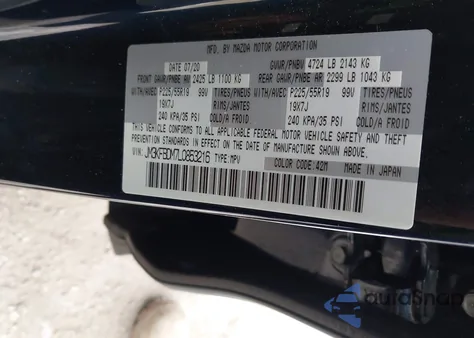 MFD. BY MAZDA MOTOR CORPORATION
DATE 07/20 GVWR/PNBV 4724 LB 2143 KG
FRONT GAWR/PNBE AV 2425 LB 1100 KG REAR GAWR/PNBE AR 2299 LB 1043 KG
WITH/AVEC P225/55R19 99V TIRES/PNEUS WITH/AVEC P225/55R19 99V TIRES/PNEUS
19X7J RIMS/JANTES 19X7J RIMS/JANTES
240 KPA/35 PSI COLD/A FROID 240 KPA/35 PSI COLD/A FROID
THIS VEHICLE CONFORMS TO ALL APPLICABLE FEDERAL MOTOR VEHICLE SAFETY AND THEFT
PREVENTION STANDARDS IN EFFECT ON THE DATE OF MANUFACTURE SHOWN ABOVE.
VIN: TYPE: MPV COLOR CODE: 42M MADE IN JAPAN
autoSnap